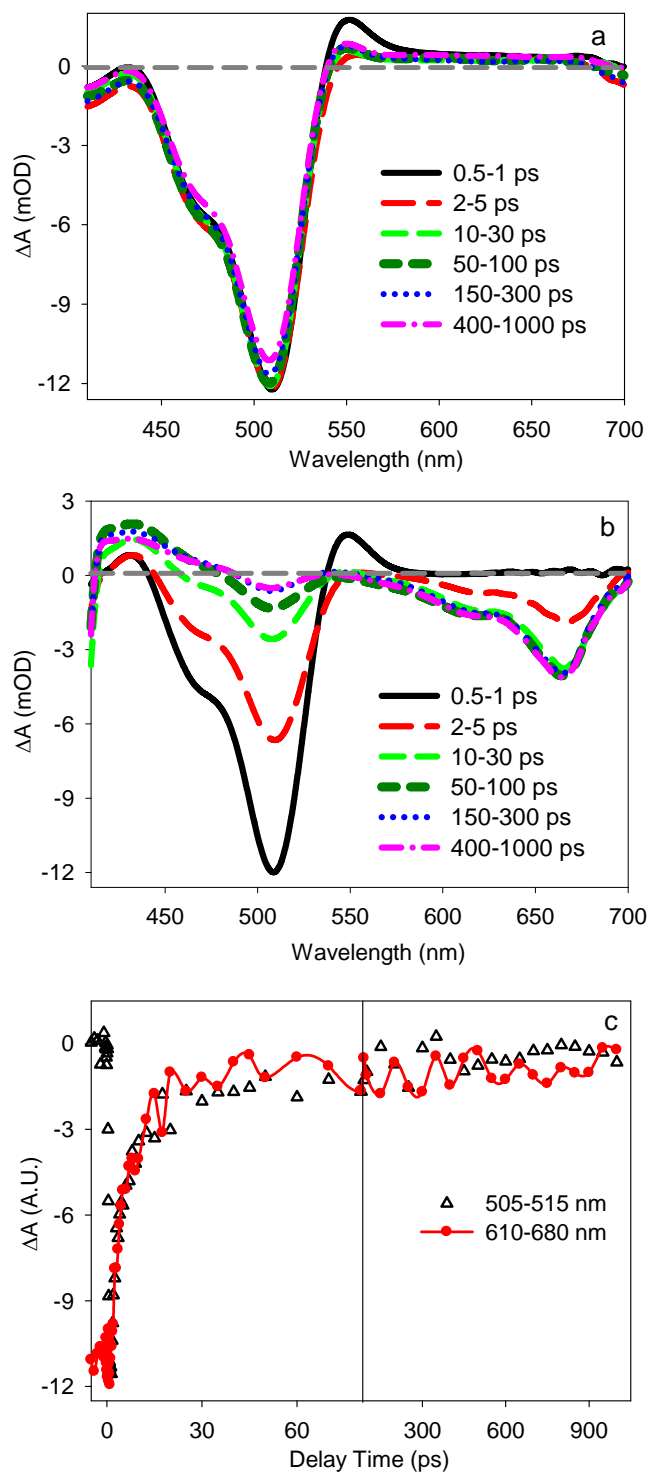 a
0
-3
-6
-9
-12
ΔA (mOD)
0.5-1 ps
2-5 ps
10-30 ps
50-100 ps
150-300 ps
400-1000 ps
450 500 550 600 650 700
Wavelength (nm)
b
3
0
-3
-6
-9
-12
ΔA (mOD)
0.5-1 ps
2-5 ps
10-30 ps
50-100 ps
150-300 ps
400-1000 ps
450 500 550 600 650 700
Wavelength (nm)
c
0
-3
-6
-9
-12
ΔA (A.U.)
505-515 nm
610-680 nm
0 30 60 300 600 900
Delay Time (ps)